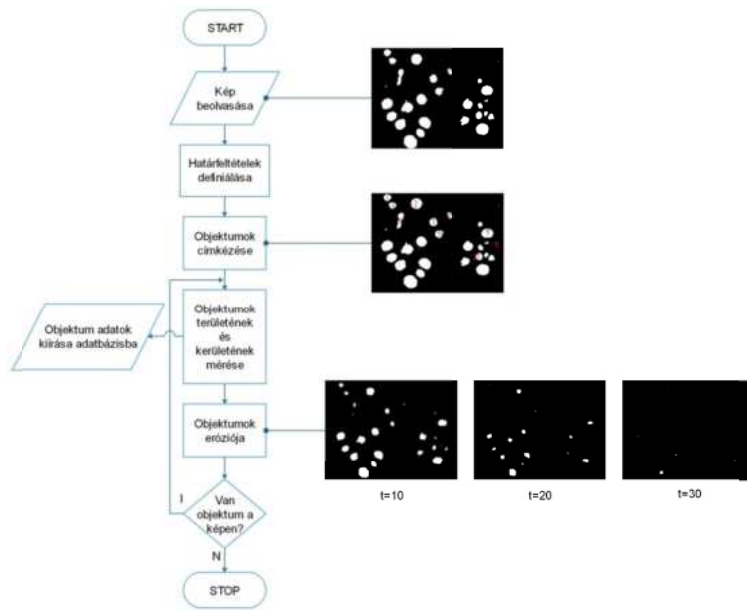 START
Kép
beolvasása
Határfeltételek
definiálása
Objektumok
címkézése
Objektumok
területének
és
kerületének
mérése
Objektum adatok
kiírása adatbázisba
Objektumok
eróziója
t=10
t=20
t=30
I
Van
objektum a
képen?
N
STOP